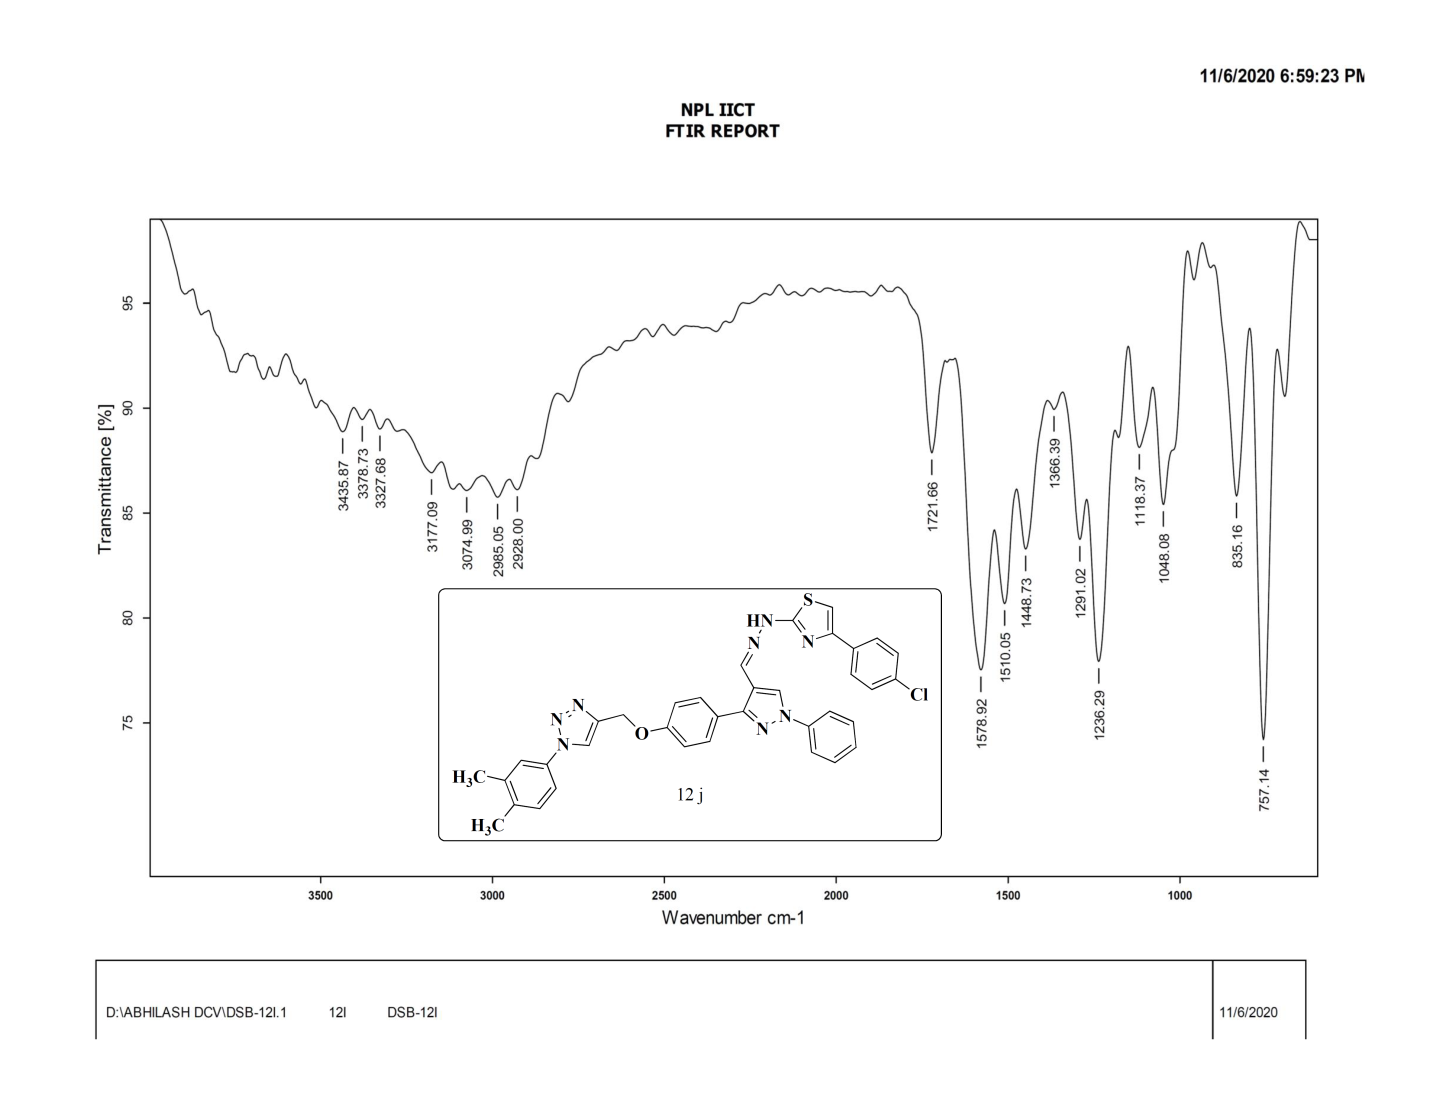 11/6/2020 6:59:23 PM
NPL IICT
FTIR REPORT
Transmittance [%]
95
90
85
80
75
3435.87
3378.73
3327.68
3177.09
3074.99
2985.05
2928.00
1721.66
1578.92
1510.05
1448.73
1366.39
1291.02
1236.29
1118.37
1048.08
835.16
757.14
S
HN
N
N
Cl
N
N
N
N
N
O
H3C
H3C
12 j
3500
3000
2500
2000
1500
1000
Wavenumber cm-1
D:\ABHILASH DCV\DSB-12I.1 12I DSB-12I 11/6/2020